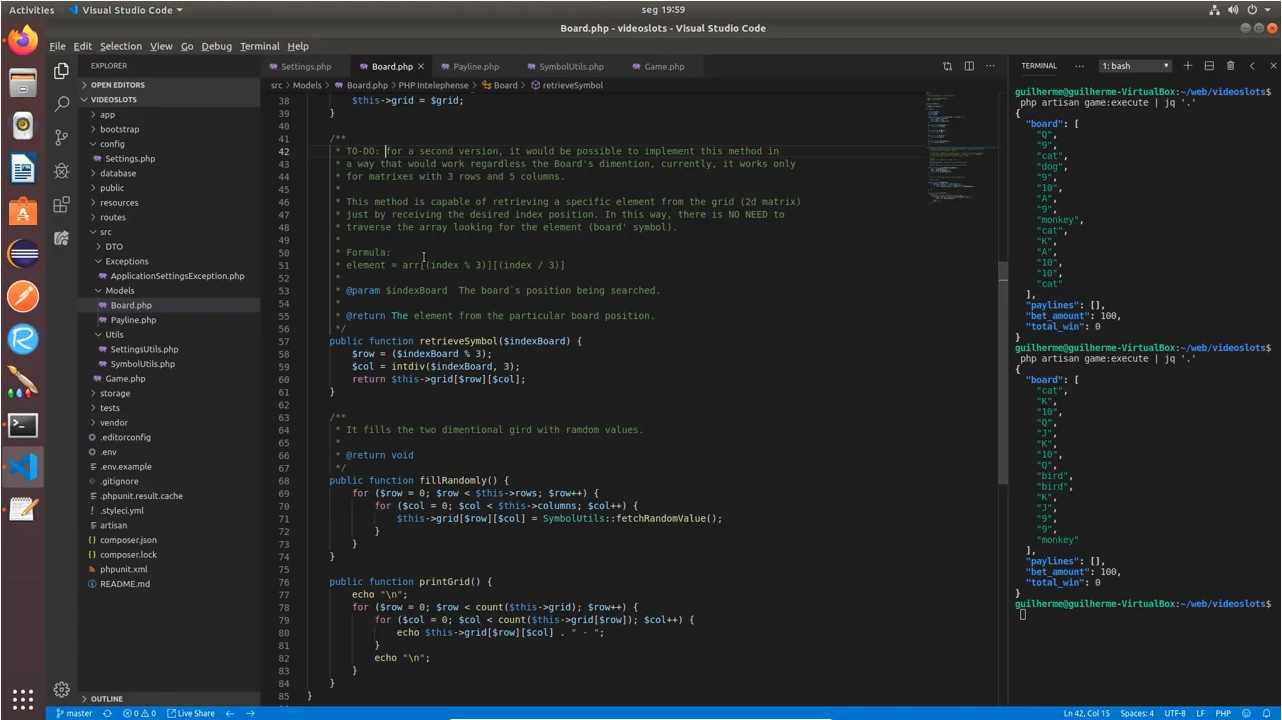 Activities
Visual Studio Code
seg 19:59
Board.php - videoslots - Visual Studio Code
File Edit Selection View Go Debug Terminal Help
EXPLORER
OPEN EDITORS
VIDEOSLOTS
app
bootstrap
config
Settings.php
database
public
resources
routes
src
DTO
Exceptions
ApplicationSettingsException.php
Models
Board.php
Payline.php
Utils
SettingsUtils.php
SymbolUtils.php
Game.php
storage
tests
vendor
.editorconfig
.env
.env.example
.gitignore
.phpunit.result.cache
.styleci.yml
artisan
composer.json
composer.lock
phpunit.xml
README.md
OUTLINE
Settings.php Board.php Payline.php SymbolUtils.php Game.php
src > Models > Board.php > PHP Intelephense > Board > retrieveSymbol
38 $this->grid = $grid;
39 }
40
41 /**
42 * TO-DO: for a second version, it would be possible to implement this method in
43 * a way that would work regardless the Board's dimention, currently, it works only
44 * for matrixes with 3 rows and 5 columns.
45 *
46 * This method is capable of retrieving a specific element from the grid (2d matrix)
47 * just by receiving the desired index position. In this way, there is NO NEED to
48 * traverse the array looking for the element (board' symbol).
49 *
50 * Formula:
51 * element = arr[(index % 3)][(index / 3)]
52 *
53 * @param $indexBoard  The board`s position being searched.
54 *
55 * @return The element from the particular board position.
56 */
57 public function retrieveSymbol($indexBoard) {
58 $row = ($indexBoard % 3);
59 $col = intdiv($indexBoard, 3);
60 return $this->grid[$row][$col];
61 }
62
63 /**
64 * It fills the two dimentional gird with ramdom values.
65 *
66 * @return void
67 */
68 public function fillRandomly() {
69 for ($row = 0; $row < $this->rows; $row++) {
70 for ($col = 0; $col < $this->columns; $col++) {
71 $this->grid[$row][$col] = SymbolUtils::fetchRandomValue();
72 }
73 }
74 }
75
76 public function printGrid() {
77 echo "\n";
78 for ($row = 0; $row < count($this->grid); $row++) {
79 for ($col = 0; $col < count($this->grid[$row]); $col++) {
80 echo $this->grid[$row][$col] . " - ";
81 }
82 echo "\n";
83 }
84 }
85 }
TERMINAL 1: bash
guilherme@guilherme-VirtualBox:~/web/videoslots$
php artisan game:execute | jq '.'
{
"board": [
"Q",
"9",
"cat",
"dog",
"9",
"10",
"A",
"9",
"monkey",
"cat",
"K",
"A",
"10",
"10",
"cat"
],
"paylines": [],
"bet_amount": 100,
"total_win": 0
}
guilherme@guilherme-VirtualBox:~/web/videoslots$
php artisan game:execute | jq '.'
{
"board": [
"cat",
"K",
"10",
"Q",
"J",
"K",
"10",
"Q",
"bird",
"bird",
"K",
"J",
"9",
"9",
"monkey"
],
"paylines": [],
"bet_amount": 100,
"total_win": 0
}
guilherme@guilherme-VirtualBox:~/web/videoslots$
master 0 0 Live Share
Ln 42, Col 15 Spaces: 4 UTF-8 LF PHP